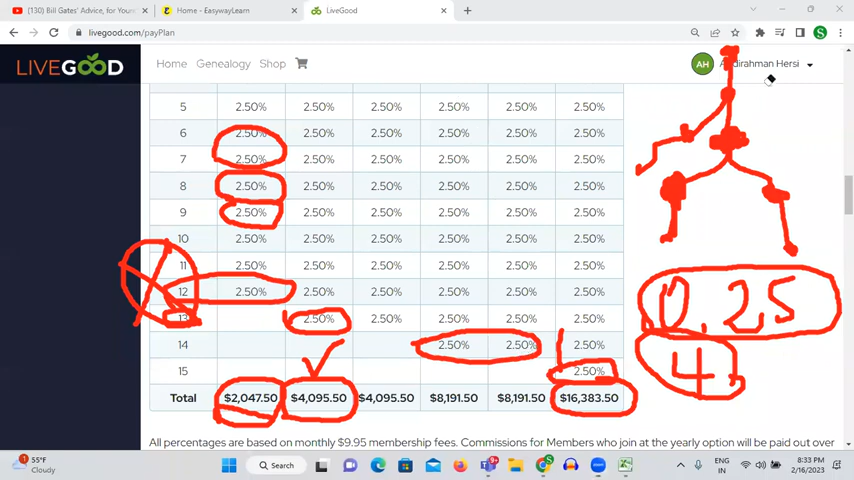 (130) Bill Gates' Advice, for Your
Home - EasywayLearn
LiveGood
livegood.com/payPlan
LIVEGOOD
Home
Genealogy
Shop
AH
Hersi
5 2.50% 2.50% 2.50% 2.50% 2.50% 2.50%
6 2.50% 2.50% 2.50% 2.50% 2.50% 2.50%
7 2.50% 2.50% 2.50% 2.50% 2.50% 2.50%
8 2.50% 2.50% 2.50% 2.50% 2.50% 2.50%
9 2.50% 2.50% 2.50% 2.50% 2.50% 2.50%
10 2.50% 2.50% 2.50% 2.50% 2.50% 2.50%
11 2.50% 2.50% 2.50% 2.50% 2.50% 2.50%
12 2.50% 2.50% 2.50% 2.50% 2.50% 2.50%
13 2.50% 2.50% 2.50% 2.50% 2.50%
14 2.50% 2.50% 2.50%
15 2.50%
Total $2,047.50 $4,095.50 $4,095.50 $8,191.50 $8,191.50 $16,383.50
0.25
4
All percentages are based on monthly $9.95 membership fees. Commissions for Members who join at the yearly option will be paid out over
1
55°F
Cloudy
Search
9+
ENG
IN
8:33 PM
2/16/2023